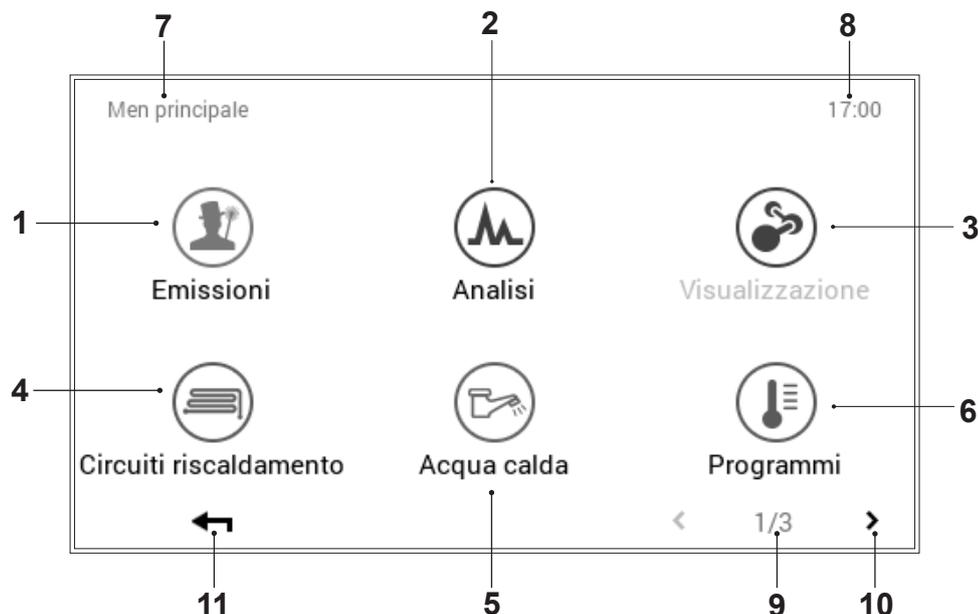 7 2 8
Men principale 17:00
1 3
Emissioni Analisi Visualizzazione
4 6
Circuiti riscaldamento Acqua calda Programmi
< 1/3 >
11 5 9 10